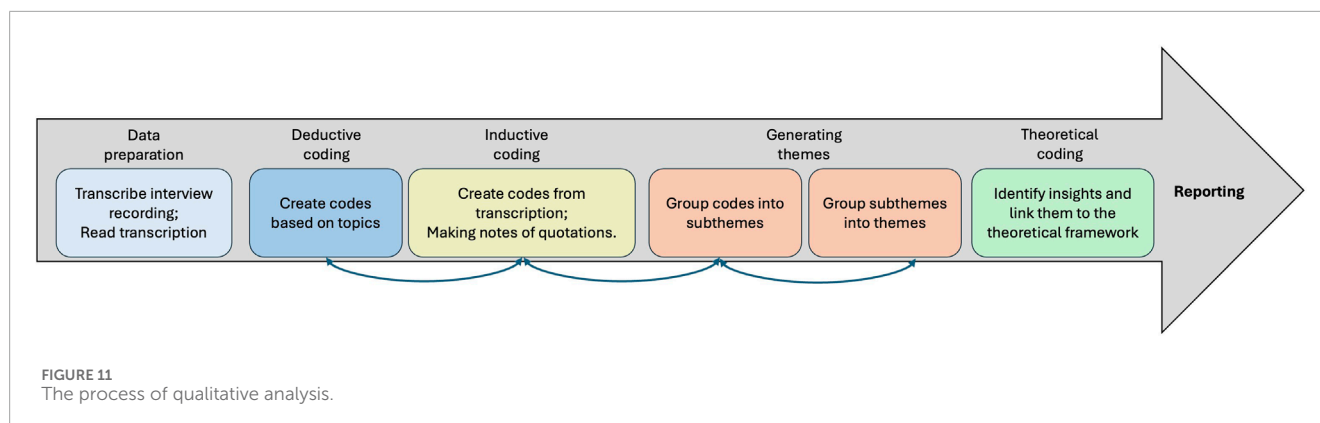 Data
preparation
Transcribe interview
recording;
Read transcription
Deductive
coding
Create codes
based on topics
Inductive
coding
Create codes from
transcription;
Making notes of quotations.
Generating
themes
Group codes into
subthemes
Group subthemes
into themes
Theoretical
coding
Identify insights and
link them to the
theoretical framework
Reporting
FIGURE 11
The process of qualitative analysis.